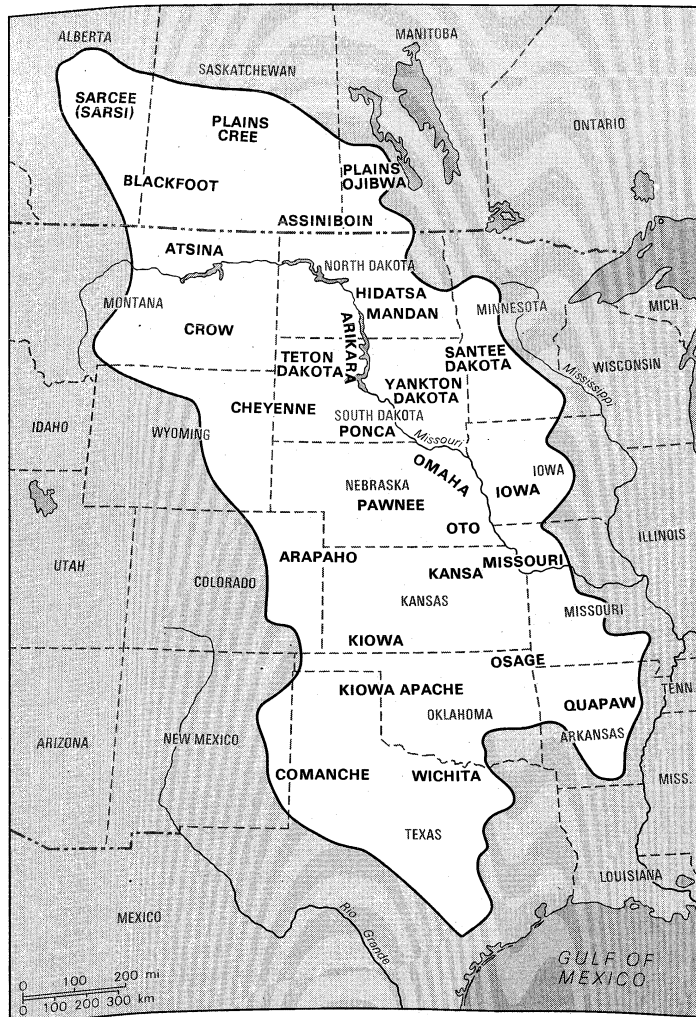 ALBERTA
MANITOBA
SASKATCHEWAN
SARCEE
(SARSI)
PLAINS
CREE
ONTARIO
PLAINS
OJIBWA
BLACKFOOT
ASSINIBOIN
ATSINA
NORTH DAKOTA
HIDATSA
MONTANA
MANDAN
MINNESOTA
MICH.
CROW
ARIKARA
TETON
DAKOTA
SANTEE
DAKOTA
WISCONSIN
Mississippi
YANKTON
DAKOTA
CHEYENNE
SOUTH DAKOTA
IDAHO
WYOMING
PONCA
Missouri
OMAHA
IOWA
NEBRASKA
IOWA
PAWNEE
OTO
ILLINOIS
UTAH
ARAPAHO
MISSOURI
COLORADO
KANSA
KANSAS
MISSOURI
KIOWA
OSAGE
KIOWA APACHE
TENN.
QUAPAW
OKLAHOMA
ARIZONA
NEW MEXICO
ARKANSAS
COMANCHE
WICHITA
MISS.
TEXAS
LOUISIANA
MEXICO
Rio Grande
GULF OF
MEXICO
0 100 200 mi
0 100 200 300 km